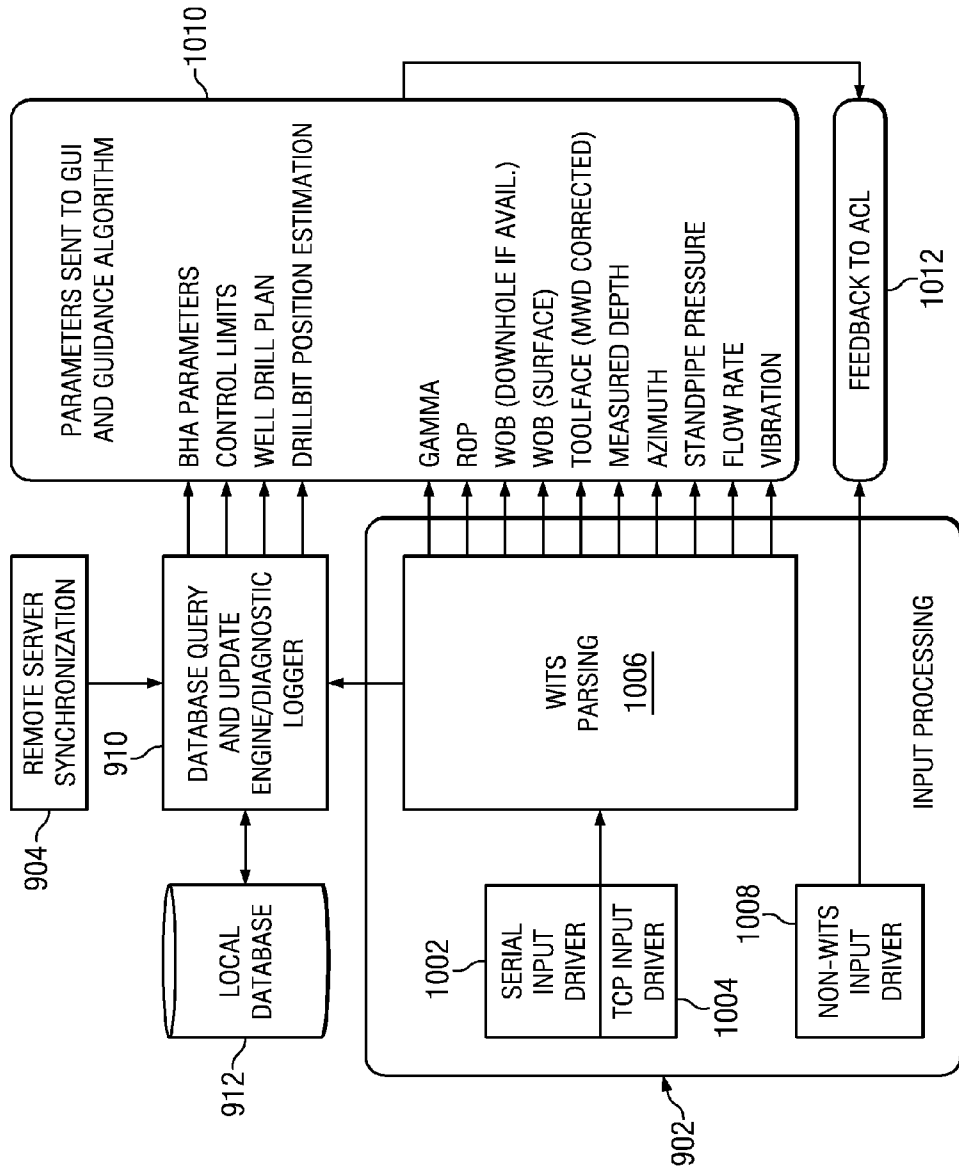 REMOTE SERVER
SYNCHRONIZATION
904
910
DATABASE QUERY
AND UPDATE
ENGINE/DIAGNOSTIC
LOGGER
LOCAL
DATABASE
912
PARAMETERS SENT TO GUI
AND GUIDANCE ALGORITHM
1010
BHA PARAMETERS
CONTROL LIMITS
WELL DRILL PLAN
DRILLBIT POSITION ESTIMATION
GAMMA
ROP
WOB (DOWNHOLE IF AVAIL.)
WOB (SURFACE)
TOOLFACE (MWD CORRECTED)
MEASURED DEPTH
AZIMUTH
STANDPIPE PRESSURE
FLOW RATE
VIBRATION
WITS
PARSING
1006
1002
SERIAL
INPUT
DRIVER
TCP INPUT
DRIVER
1004
1008
NON-WITS
INPUT
DRIVER
INPUT PROCESSING
902
FEEDBACK TO ACL
1012